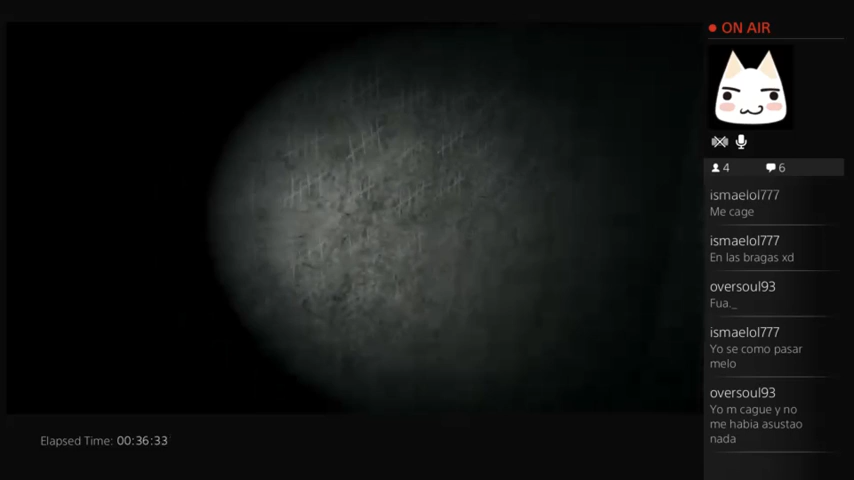 ON AIR
4 6
ismaelol777
Me cage
ismaelol777
En las bragas xd
oversoul93
Fua._
ismaelol777
Yo se como pasar
melo
oversoul93
Yo m cague y no
me habia asustao
nada
Elapsed Time: 00:36:33